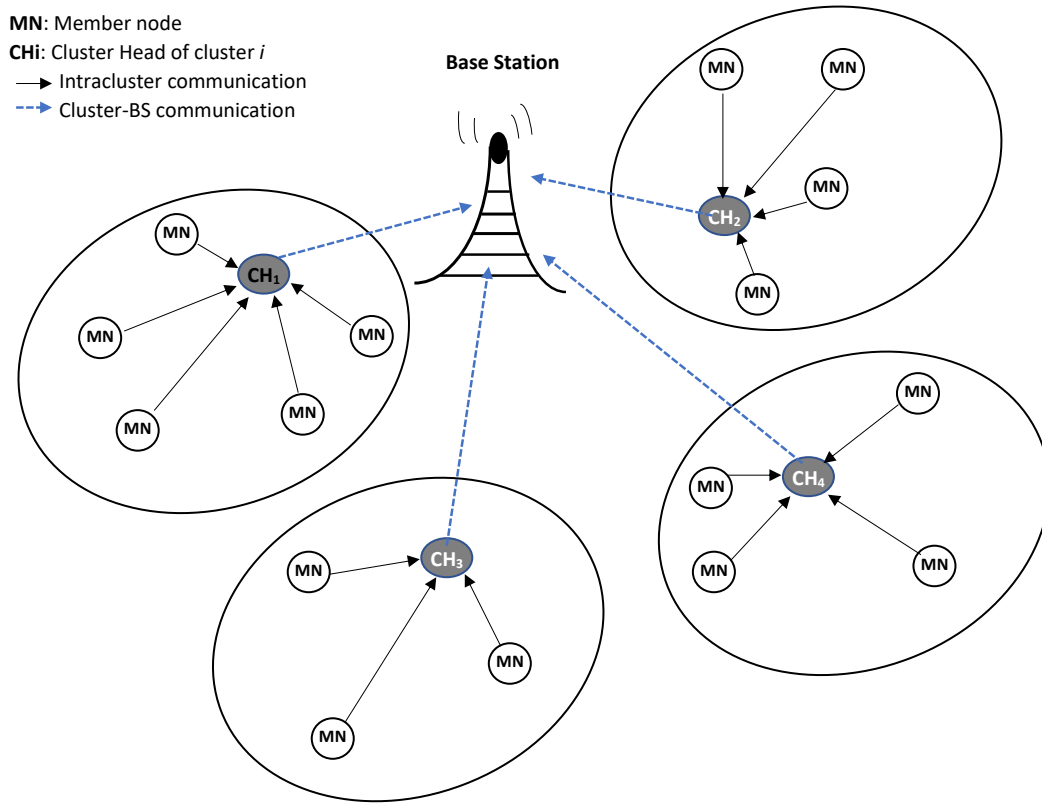 MN: Member node
CHi: Cluster Head of cluster i
Intracluster communication
Cluster-BS communication
Base Station
MN
MN
MN
CH₂
MN
MN
CH₁
MN
MN
MN
MN
MN
CH₄
MN
MN
MN
CH₃
MN
MN
MN